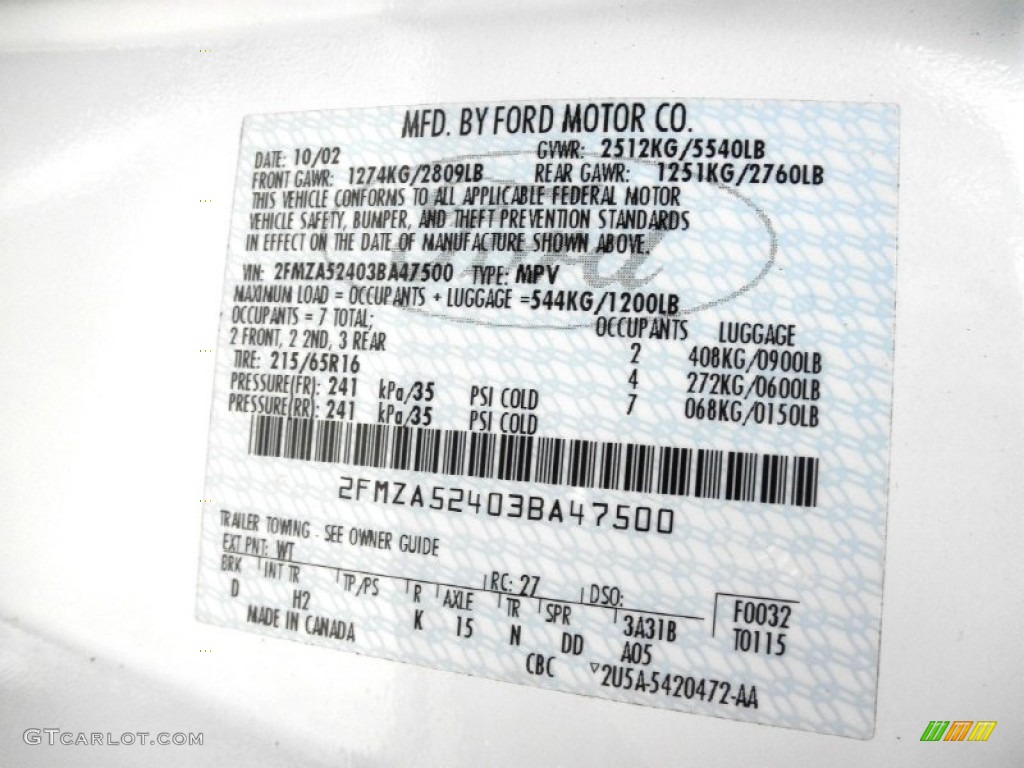 MFD. BY FORD MOTOR CO.
DATE: 10/02 GVWR: 2512KG/5540LB
FRONT GAWR: 1274KG/2809LB REAR GAWR: 1251KG/2760LB
THIS VEHICLE CONFORMS TO ALL APPLICABLE FEDERAL MOTOR
VEHICLE SAFETY, BUMPER, AND THEFT PREVENTION STANDARDS
IN EFFECT ON THE DATE OF MANUFACTURE SHOWN ABOVE.
Ford
VIN: 2FMZA52403BA47500 TYPE: MPV
MAXIMUM LOAD = OCCUPANTS + LUGGAGE =544KG/1200LB
OCCUPANTS = 7 TOTAL; OCCUPANTS LUGGAGE
2 FRONT, 2 2ND, 3 REAR 2 408KG/0900LB
TIRE: 215/65R16 4 272KG/0600LB
PRESSURE(FR): 241 kPa/35 PSI COLD 7 068KG/0150LB
PRESSURE(RR): 241 kPa/35 PSI COLD
2FMZA52403BA47500
TRAILER TOWING - SEE OWNER GUIDE
EXT PNT: WT RC: 27 DSO:
BRK INT TR TP/PS R AXLE TR SPR F0032
D H2 K 15 N DD 3A31B T0115
MADE IN CANADA A05
CBC ▽2U5A-5420472-AA
GTCARLOT.COM